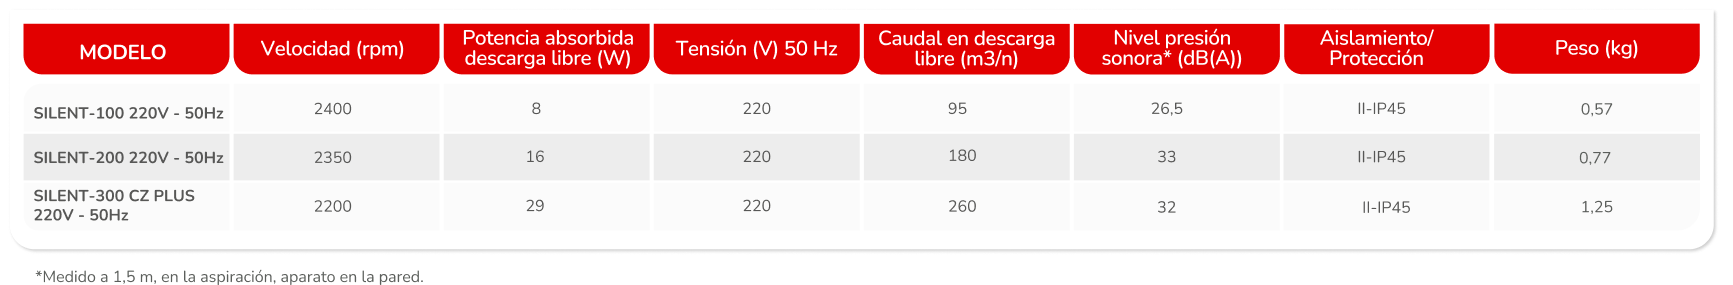 MODELO
Velocidad (rpm)
Potencia absorbida
descarga libre (W)
Tensión (V) 50 Hz
Caudal en descarga
libre (m3/n)
Nivel presión
sonora* (dB(A))
Aislamiento/
Protección
Peso (kg)
SILENT-100 220V - 50Hz 2400 8 220 95 26,5 II-IP45 0,57
SILENT-200 220V - 50Hz 2350 16 220 180 33 II-IP45 0,77
SILENT-300 CZ PLUS
220V - 50Hz 2200 29 220 260 32 II-IP45 1,25
*Medido a 1,5 m, en la aspiración, aparato en la pared.